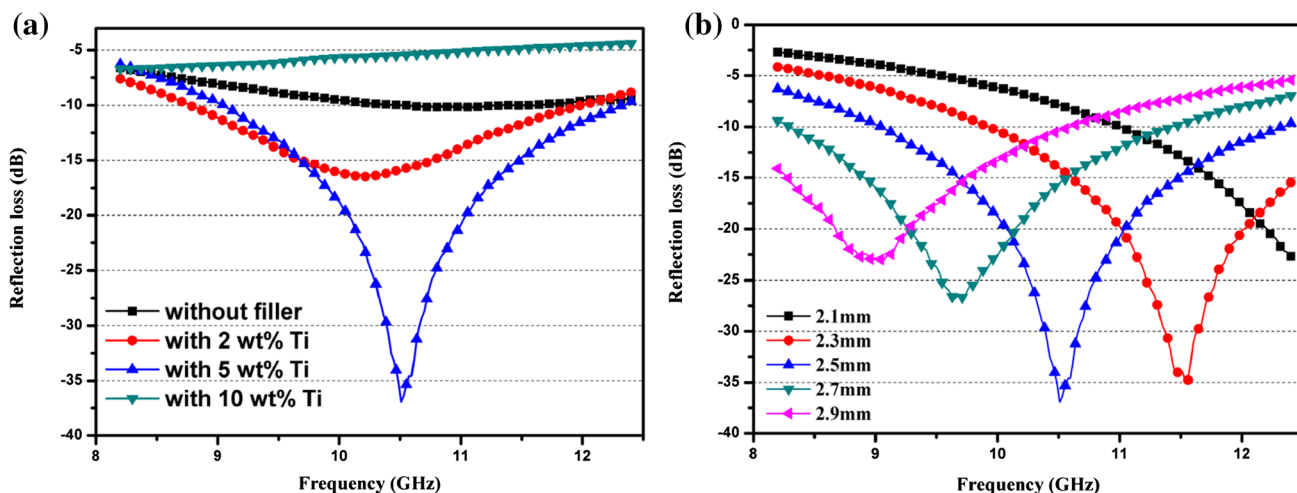 (a)
-5
-10
-15
-20
-25
-30
-35
-40
8
9
10
11
12
Reflection loss (dB)
Frequency (GHz)
without filler
with 2 wt% Ti
with 5 wt% Ti
with 10 wt% Ti
(b)
0
-5
-10
-15
-20
-25
-30
-35
-40
8
9
10
11
12
Reflection loss (dB)
Frequency (GHz)
2.1mm
2.3mm
2.5mm
2.7mm
2.9mm